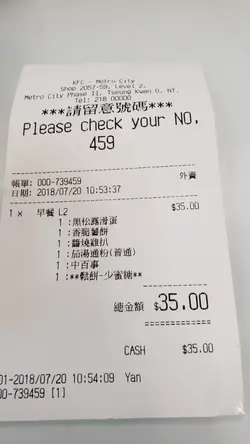 KFC - Metro City
Shop 2057-59, Level 2,
Metro City Phase II, Tseung Kwan O, NT.
Tel: 218 00000
***請留意號碼***
Please check your NO.
459
帳單: 000-739459 外賣
日期: 2018/07/20 10:53:37
1 × 早餐 L2 $35.00
1 :黑松露滑蛋
1 :香脆薯餅
1 :醬燒雞扒
1 :茄湯通粉(普通)
1 :中百事
1 :**鬆餅-少蜜糖**
總金額 $35.00
============
CASH $35.00
01-2018/07/20 10:54:09 Yan
00-739459 [1]